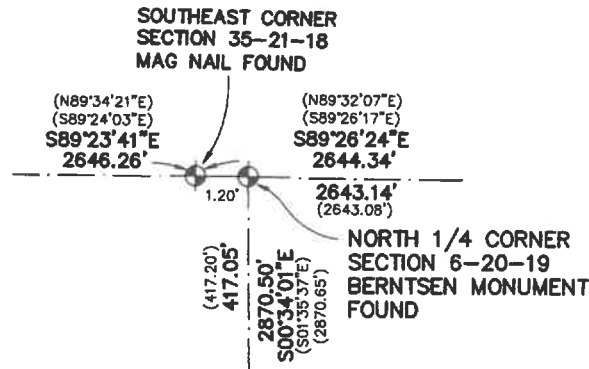 SOUTHEAST CORNER
SECTION 35-21-18
MAG NAIL FOUND
(N89°34'21"E)
(S89°24'03"E)
S89°23'41"E
2646.26'
(N89°32'07"E)
(S89°26'17"E)
S89°26'24"E
2644.34'
1.20'
2643.14'
(2643.08')
NORTH 1/4 CORNER
SECTION 6-20-19
BERNTSEN MONUMENT
FOUND
(417.20')
417.05'
2870.50'
S00°34'01"E
(S01°35'37"E)
(2870.65')